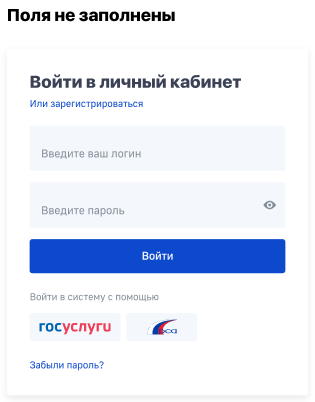 Поля не заполнены
Войти в личный кабинет
Или зарегистрироваться
Введите ваш логин
Введите пароль
Войти
Войти в систему с помощью
госуслуги
Забыли пароль?